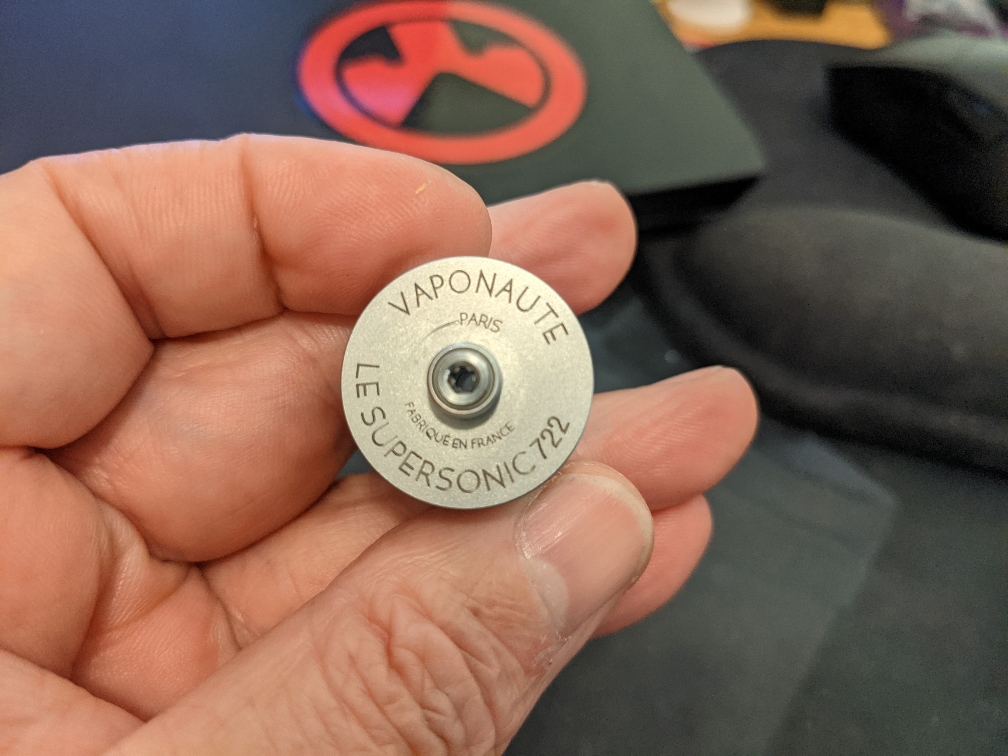 VAPONAUTE
PARIS
FABRIQUÉ EN FRANCE
LE SUPERSONIC 722